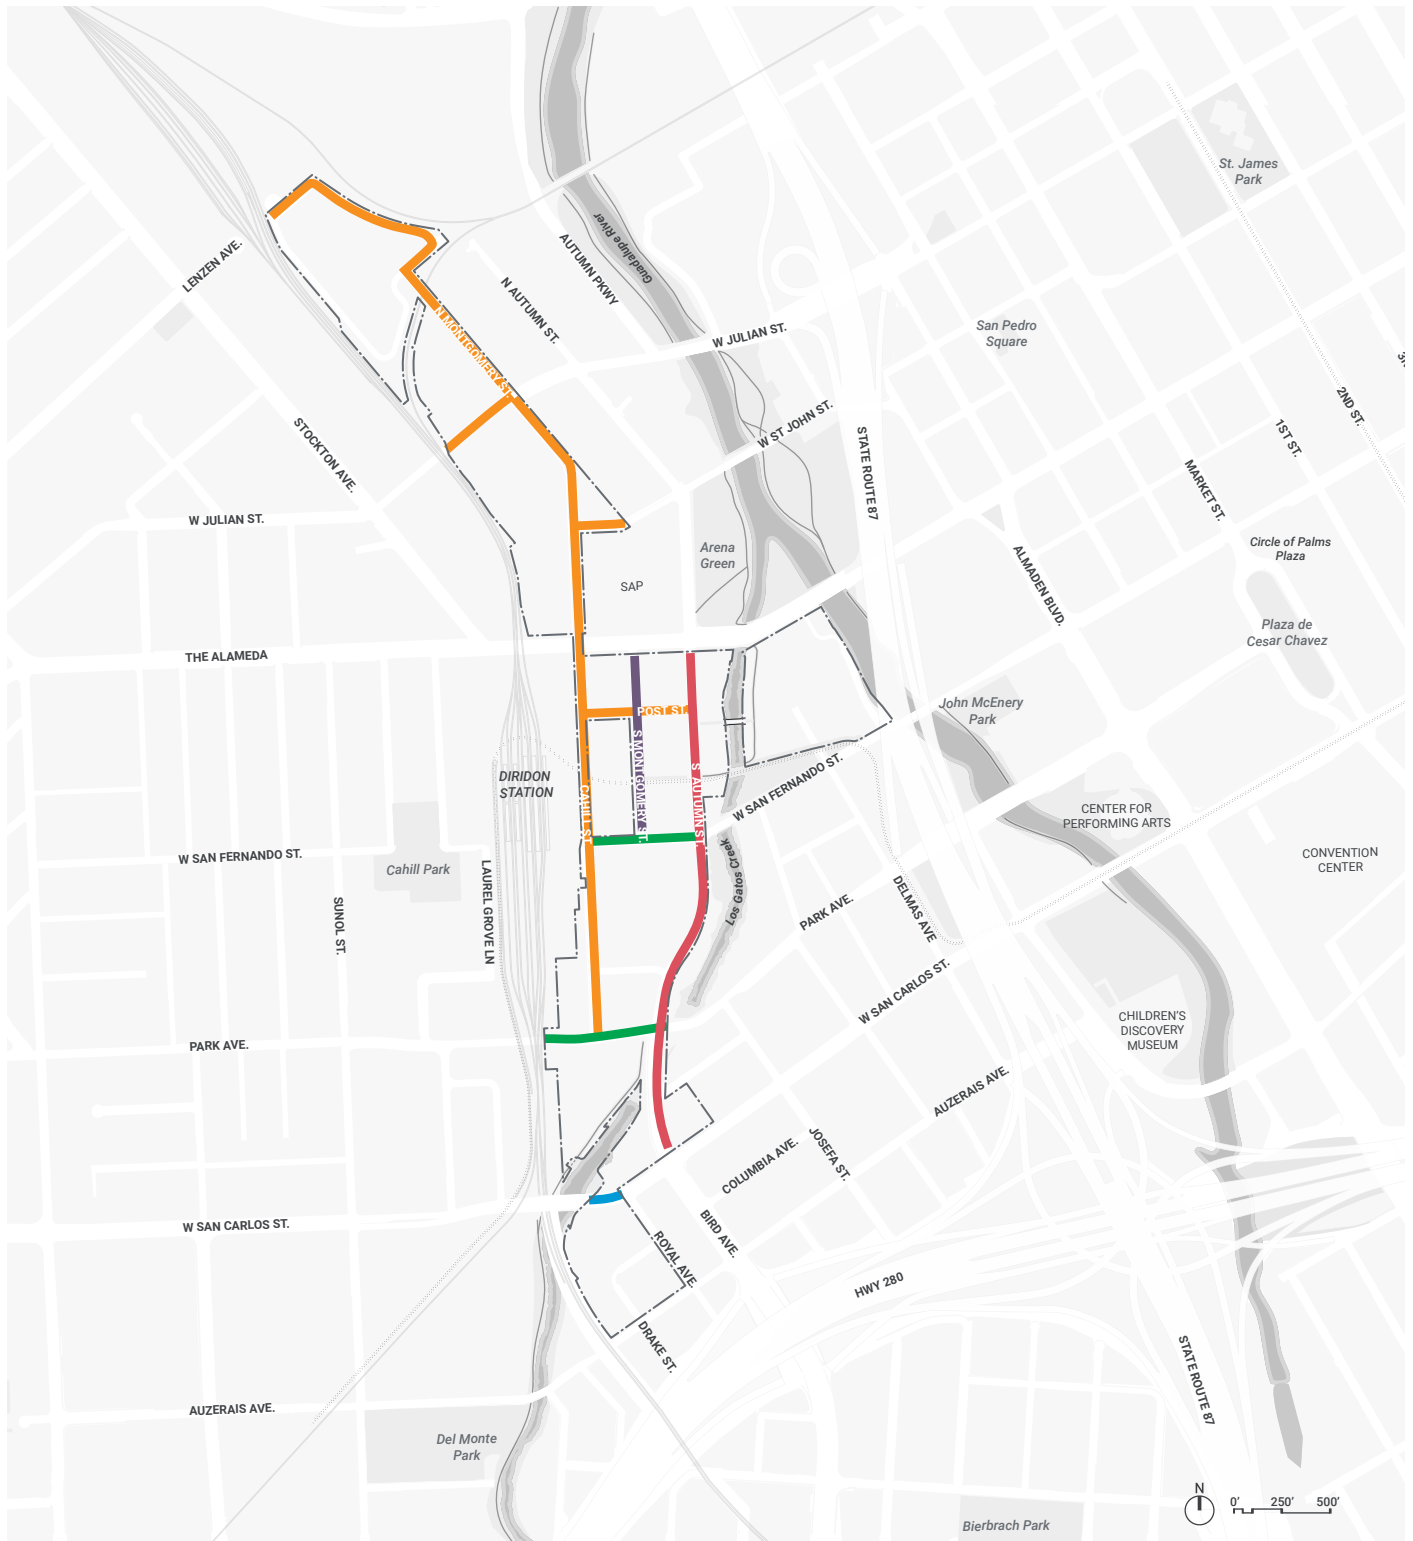 St. James
Park
Guadalupe River
AUTUMN PKWY
LENZEN AVE.
N AUTUMN ST.
N MONTGOMERY ST.
W JULIAN ST.
San Pedro
Square
2ND ST.
W ST JOHN ST.
1ST ST.
STATE ROUTE 87
STOCKTON AVE.
MARKET ST.
W JULIAN ST.
Arena
Green
SAP
ALMADEN BLVD.
Circle of Palms
Plaza
Plaza de
Cesar Chavez
THE ALAMEDA
POST ST.
John McEnery
Park
S MONTGOMERY ST.
S AUTUMN ST.
CAHILL ST.
DIRIDON
STATION
W SAN FERNANDO ST.
CENTER FOR
PERFORMING ARTS
CONVENTION
CENTER
W SAN FERNANDO ST.
Cahill Park
LAUREL GROVE LN
SUNOL ST.
Los Gatos Creek
PARK AVE.
DELMAS AVE
W SAN CARLOS ST.
CHILDREN'S
DISCOVERY
MUSEUM
PARK AVE.
AUZERAIS AVE.
COLUMBIA AVE.
JOSEFA ST.
W SAN CARLOS ST.
BIRD AVE.
ROYAL AVE.
HWY 280
DRAKE ST.
STATE ROUTE 87
AUZERAIS AVE.
Del Monte
Park
Bierbrach Park
N
0' 250' 500'